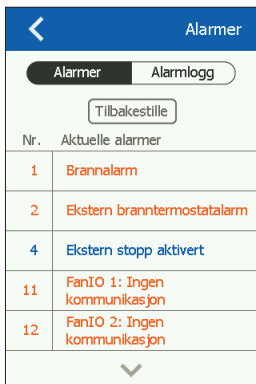 Alarmer
Alarmer
Alarmlogg
Tilbakestille
Nr. Aktuelle alarmer
1 Brannalarm
2 Ekstern branntermostatalarm
4 Ekstern stopp aktivert
11 FanIO 1: Ingen
kommunikasjon
12 FanIO 2: Ingen
kommunikasjon